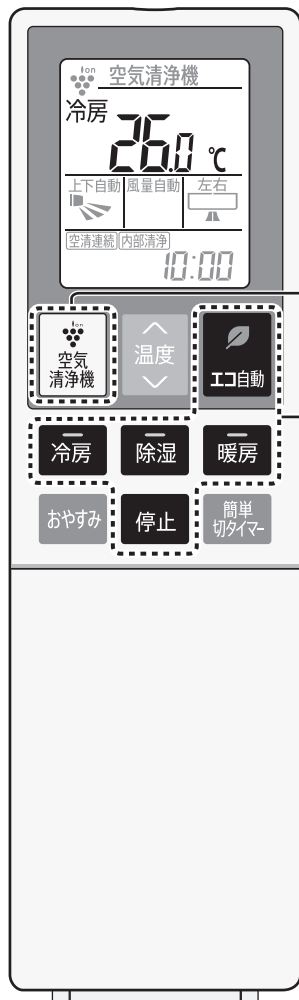 ion
空気清浄機
冷房
26.0 ℃
上下自動 風量自動 左右
空清連続 内部清浄
10:00
ion
空気
清浄機
温度
エコ自動
冷房 除湿 暖房
おやすみ 停止 簡単
切タイマー